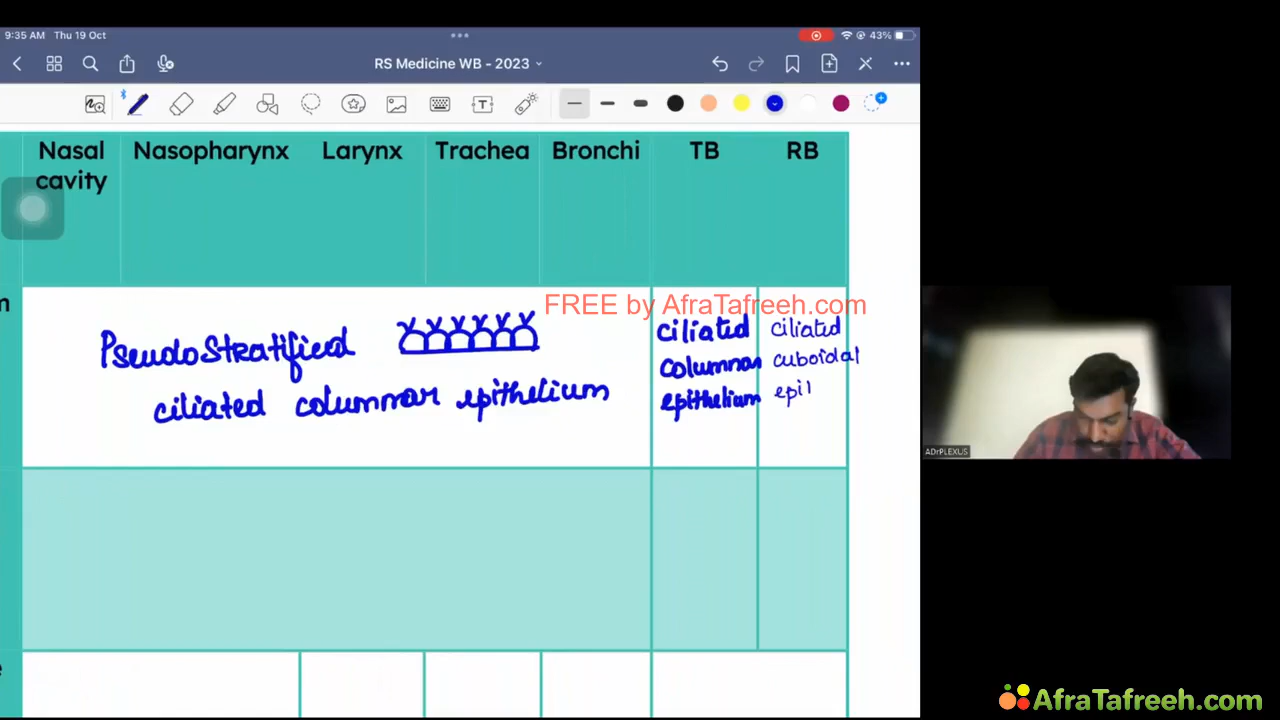 9:35 AM Thu 19 Oct
43%
RS Medicine WB - 2023
Nasal cavity Nasopharynx Larynx Trachea Bronchi TB RB
FREE by AfraTafreeh.com
Pseudostratified
ciliated columnar epithelium
ciliated
columnar
epithelium
ciliated
cuboidal
epil
ADrPLEXUS
AfraTafreeh.com